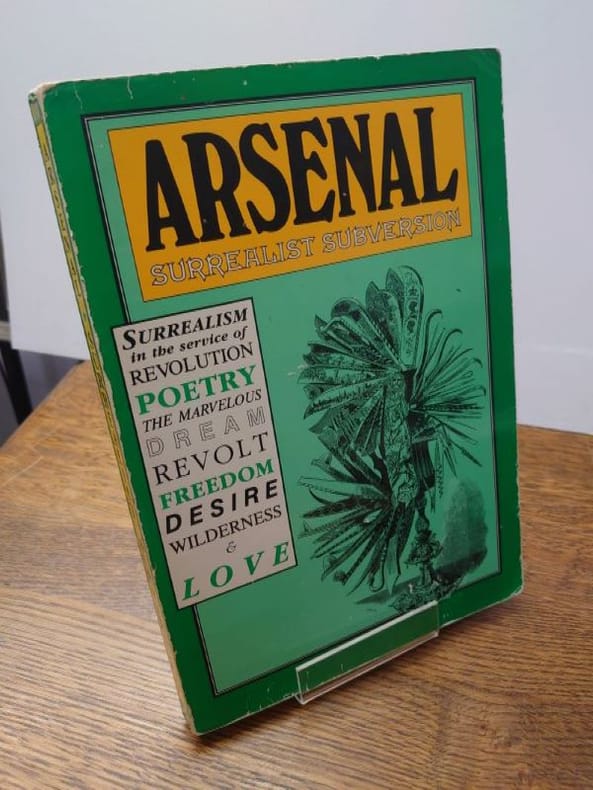 ARSENAL
SURREALIST SUBVERSION
SURREALISM
in the service of
REVOLUTION
POETRY
THE MARVELOUS
DREAM
REVOLT
FREEDOM
DESIRE
WILDERNESS
&
LOVE